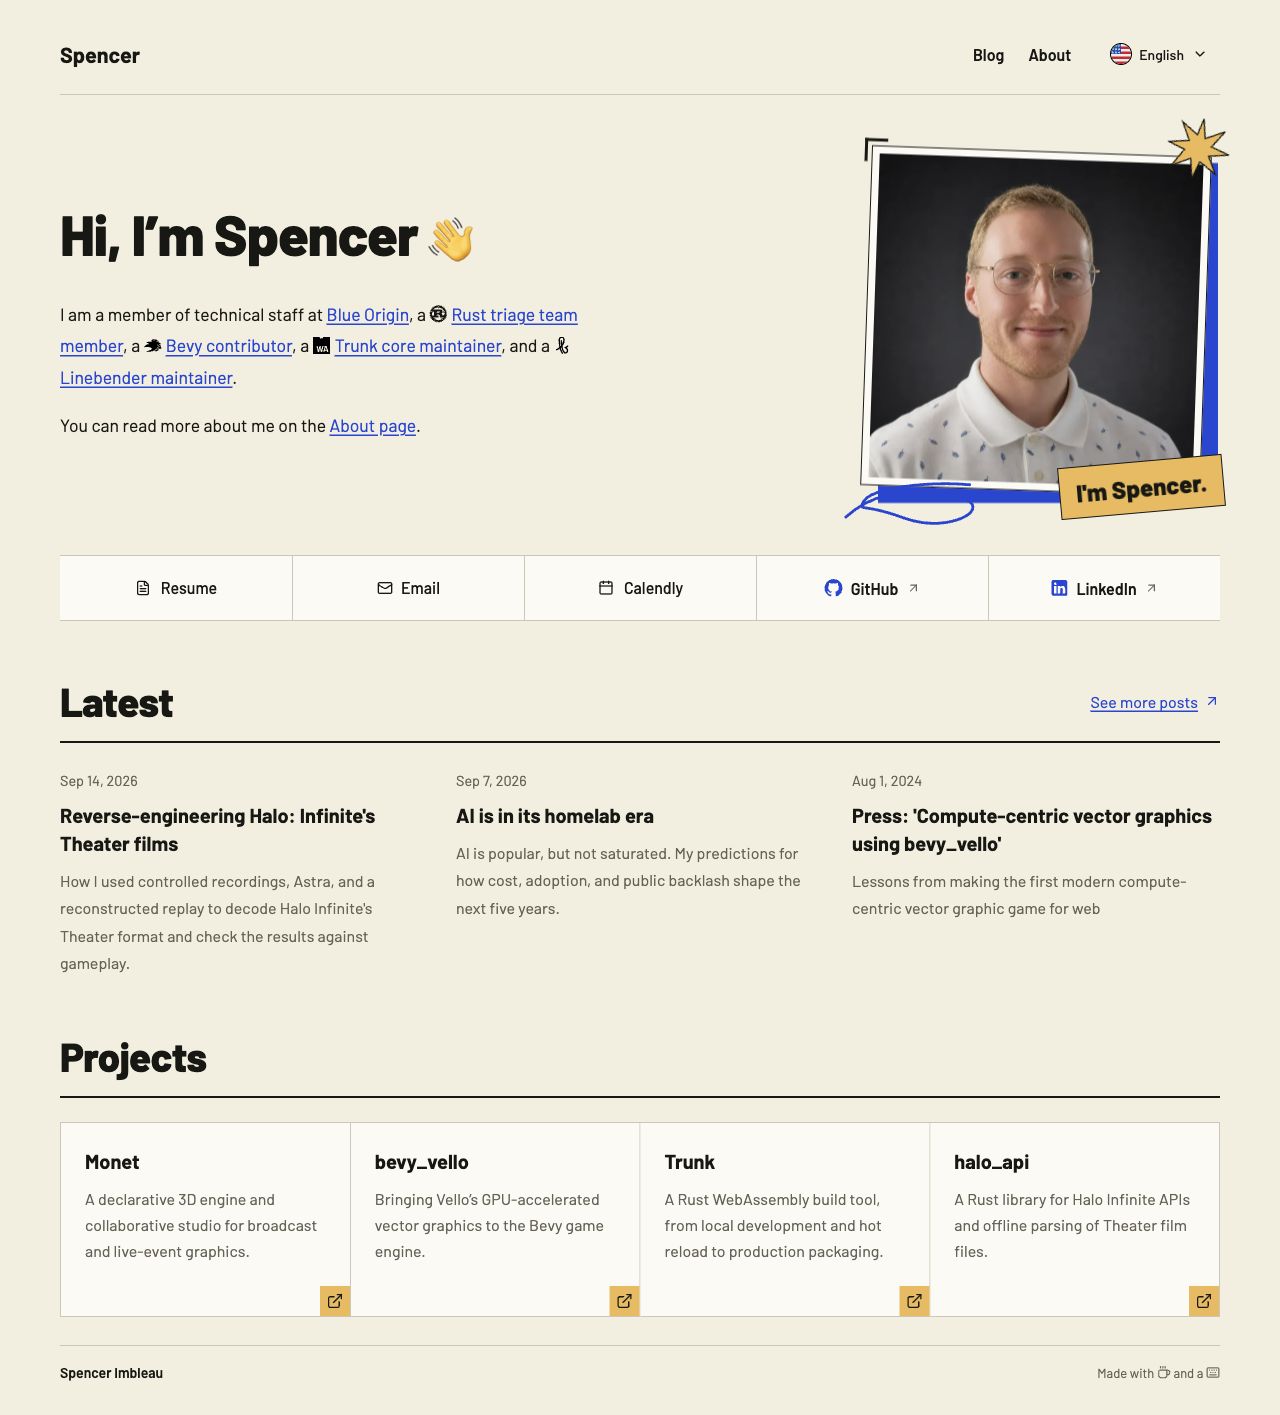 Spencer
Blog About English
Hi, I’m Spencer 👋
I am a member of technical staff at Blue Origin, a Rust triage team
member, a Bevy contributor, a WA Trunk core maintainer, and a
Linebender maintainer.
You can read more about me on the About page.
I'm Spencer.
Resume
Email
Calendly
GitHub
LinkedIn
Latest
See more posts
Sep 14, 2026
Reverse-engineering Halo: Infinite's
Theater films
How I used controlled recordings, Astra, and a
reconstructed replay to decode Halo Infinite's
Theater format and check the results against
gameplay.
Sep 7, 2026
AI is in its homelab era
AI is popular, but not saturated. My predictions for
how cost, adoption, and public backlash shape the
next five years.
Aug 1, 2024
Press: 'Compute-centric vector graphics
using bevy_vello'
Lessons from making the first modern compute-
centric vector graphic game for web
Projects
Monet
A declarative 3D engine and
collaborative studio for broadcast
and live-event graphics.
bevy_vello
Bringing Vello’s GPU-accelerated
vector graphics to the Bevy game
engine.
Trunk
A Rust WebAssembly build tool,
from local development and hot
reload to production packaging.
halo_api
A Rust library for Halo Infinite APIs
and offline parsing of Theater film
files.
Spencer Imbleau
Made with and a